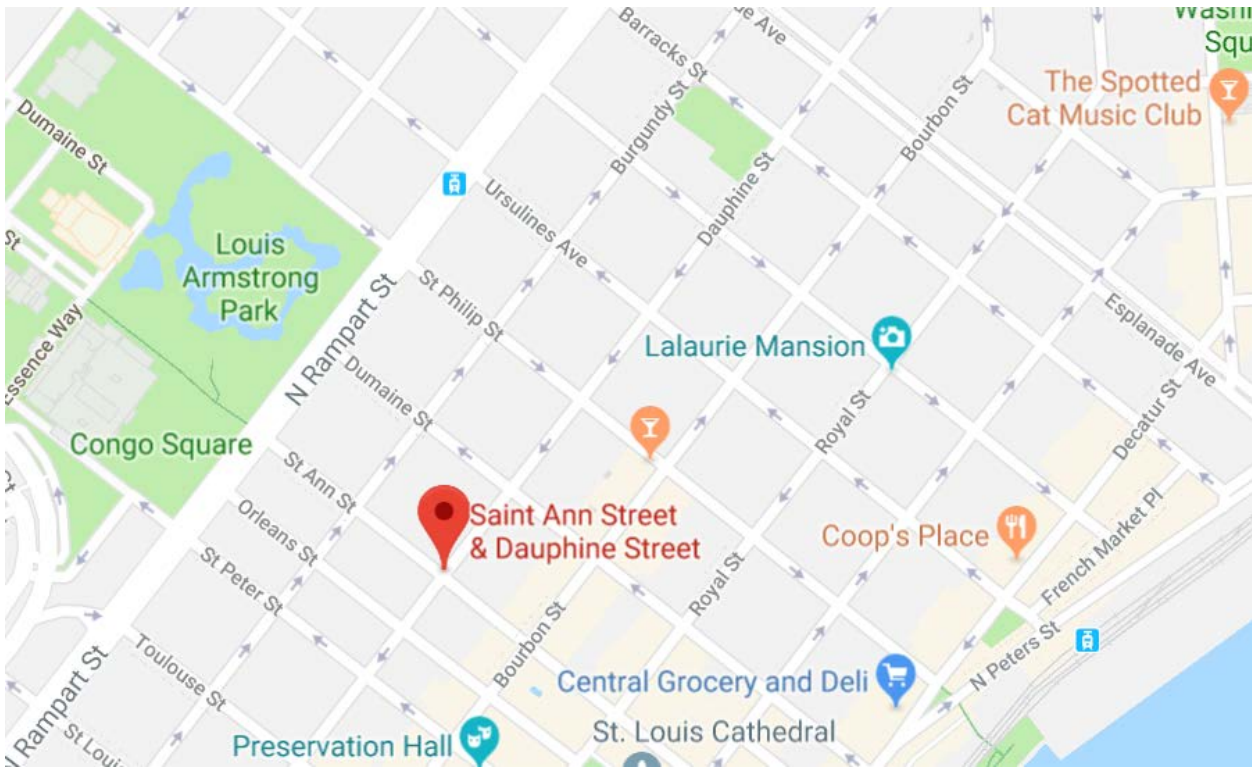 Barracks St
de Ave
Washi
Squ
The Spotted
Cat Music Club
Dumaine St
Burgundy St
Bourbon St
Dauphine St
Ursulines Ave
St
Louis
Armstrong
Park
St Philip St
N Rampart St
Essence Way
Lalaurie Mansion
Esplanade Ave
Dumaine St
Royal St
Decatur St
Congo Square
St Ann St
Orleans St
Saint Ann Street
& Dauphine Street
Coop's Place
French Market Pl
St Peter St
Royal St
Toulouse St
Bourbon St
N Peters St
Central Grocery and Deli
N Rampart St
St Loui
Preservation Hall
St. Louis Cathedral